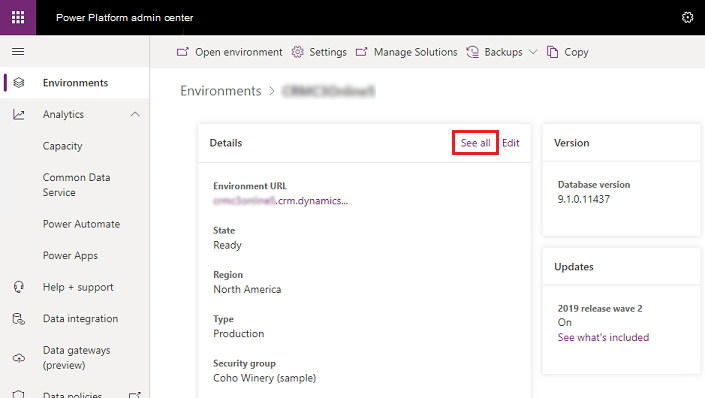 Power Platform admin center
Open environment
Settings
Manage Solutions
Backups
Copy
Environments
Analytics
Capacity
Common Data
Service
Power Automate
Power Apps
Help + support
Data integration
Data gateways
(preview)
Data policies
Environments >
Details
See all
Edit
Environment URL
.crm.dynamics...
State
Ready
Region
North America
Type
Production
Security group
Coho Winery (sample)
Version
Database version
9.1.0.11437
Updates
2019 release wave 2
On
See what's included